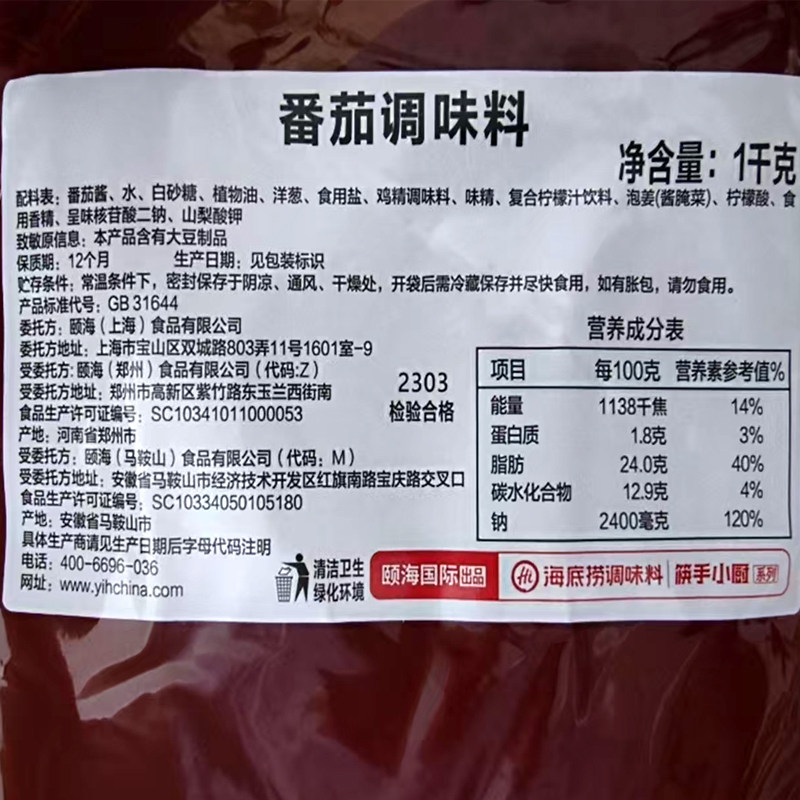 番茄调味料
净含量：1千克
配料表：番茄酱、水、白砂糖、植物油、洋葱、食用盐、鸡精调味料、味精、复合柠檬汁饮料、泡姜(酱腌菜)、柠檬酸、食
用香精、呈味核苷酸二钠、山梨酸钾
致敏原信息：本产品含有大豆制品
保质期：12个月 生产日期：见包装标识
贮存条件：常温条件下，密封保存于阴凉、通风、干燥处，开袋后需冷藏保存并尽快食用，如有胀包，请勿食用。
产品标准代号：GB 31644
委托方：颐海（上海）食品有限公司
委托方地址：上海市宝山区双城路803弄11号1601室-9
受委托方：颐海（郑州）食品有限公司（代码:Z）
受委托方地址：郑州市高新区紫竹路东玉兰西街南
食品生产许可证编号：SC10341011000053
产地：河南省郑州市
受委托方：颐海（马鞍山）食品有限公司（代码：M）
受委托方地址：安徽省马鞍山市经济技术开发区红旗南路宝庆路交叉口
食品生产许可证编号：SC10334050105180
产地：安徽省马鞍山市
具体生产商请见生产日期后字母代码注明
电话：400-6696-036
网址：www.yihchina.com
2303
检验合格
营养成分表
项目 每100克 营养素参考值%
能量 1138千焦 14%
蛋白质 1.8克 3%
脂肪 24.0克 40%
碳水化合物 12.9克 4%
钠 2400毫克 120%
清洁卫生
绿化环境
颐海国际出品
Hi 海底捞调味料 筷手小厨 系列